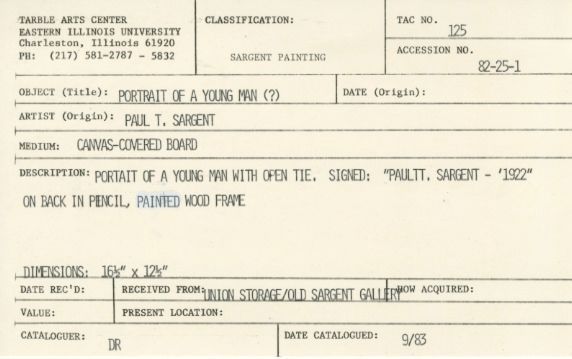 TARBLE ARTS CENTER
EASTERN ILLINOIS UNIVERSITY
Charleston, Illinois 61920
PH: (217) 581-2787 - 5832
CLASSIFICATION:
SARGENT PAINTING
TAC NO.
125
ACCESSION NO.
82-25-1
OBJECT (Title): PORTRAIT OF A YOUNG MAN (?)
DATE (Origin):
ARTIST (Origin): PAUL T. SARGENT
MEDIUM: CANVAS-COVERED BOARD
DESCRIPTION: PORTAIT OF A YOUNG MAN WITH OPEN TIE. SIGNED: "PAULTT. SARGENT - '1922"
ON BACK IN PENCIL, PAINTED WOOD FRAME
DIMENSIONS: 16½" x 12½"
DATE REC'D:
RECEIVED FROM: UNION STORAGE/OLD SARGENT GALLERY
HOW ACQUIRED:
VALUE:
PRESENT LOCATION:
CATALOGUER: DR
DATE CATALOGUED: 9/83